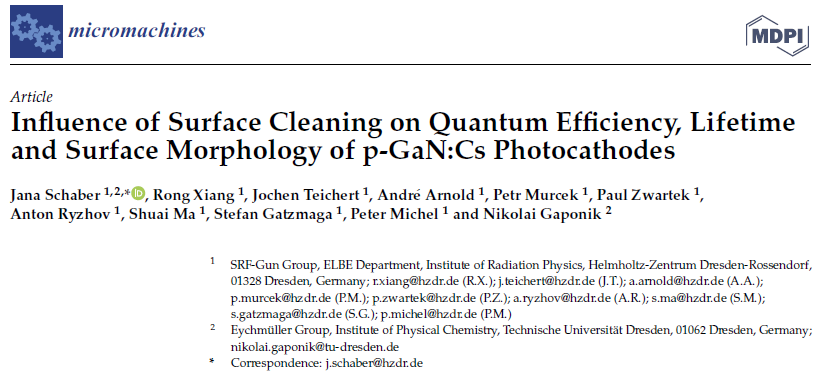 micromachines
MDPI
Article
Influence of Surface Cleaning on Quantum Efficiency, Lifetime
and Surface Morphology of p-GaN:Cs Photocathodes
Jana Schaber 1,2,* iD, Rong Xiang 1, Jochen Teichert 1, André Arnold 1, Petr Murcek 1, Paul Zwartek 1,
Anton Ryzhov 1, Shuai Ma 1, Stefan Gatzmaga 1, Peter Michel 1 and Nikolai Gaponik 2
1 SRF-Gun Group, ELBE Department, Institute of Radiation Physics, Helmholtz-Zentrum Dresden-Rossendorf,
01328 Dresden, Germany; r.xiang@hzdr.de (R.X.); j.teichert@hzdr.de (J.T.); a.arnold@hzdr.de (A.A.);
p.murcek@hzdr.de (P.M.); p.zwartek@hzdr.de (P.Z.); a.ryzhov@hzdr.de (A.R.); s.ma@hzdr.de (S.M.);
s.gatzmaga@hzdr.de (S.G.); p.michel@hzdr.de (P.M.)
2 Eychmüller Group, Institute of Physical Chemistry, Technische Universität Dresden, 01062 Dresden, Germany;
nikolai.gaponik@tu-dresden.de
* Correspondence: j.schaber@hzdr.de